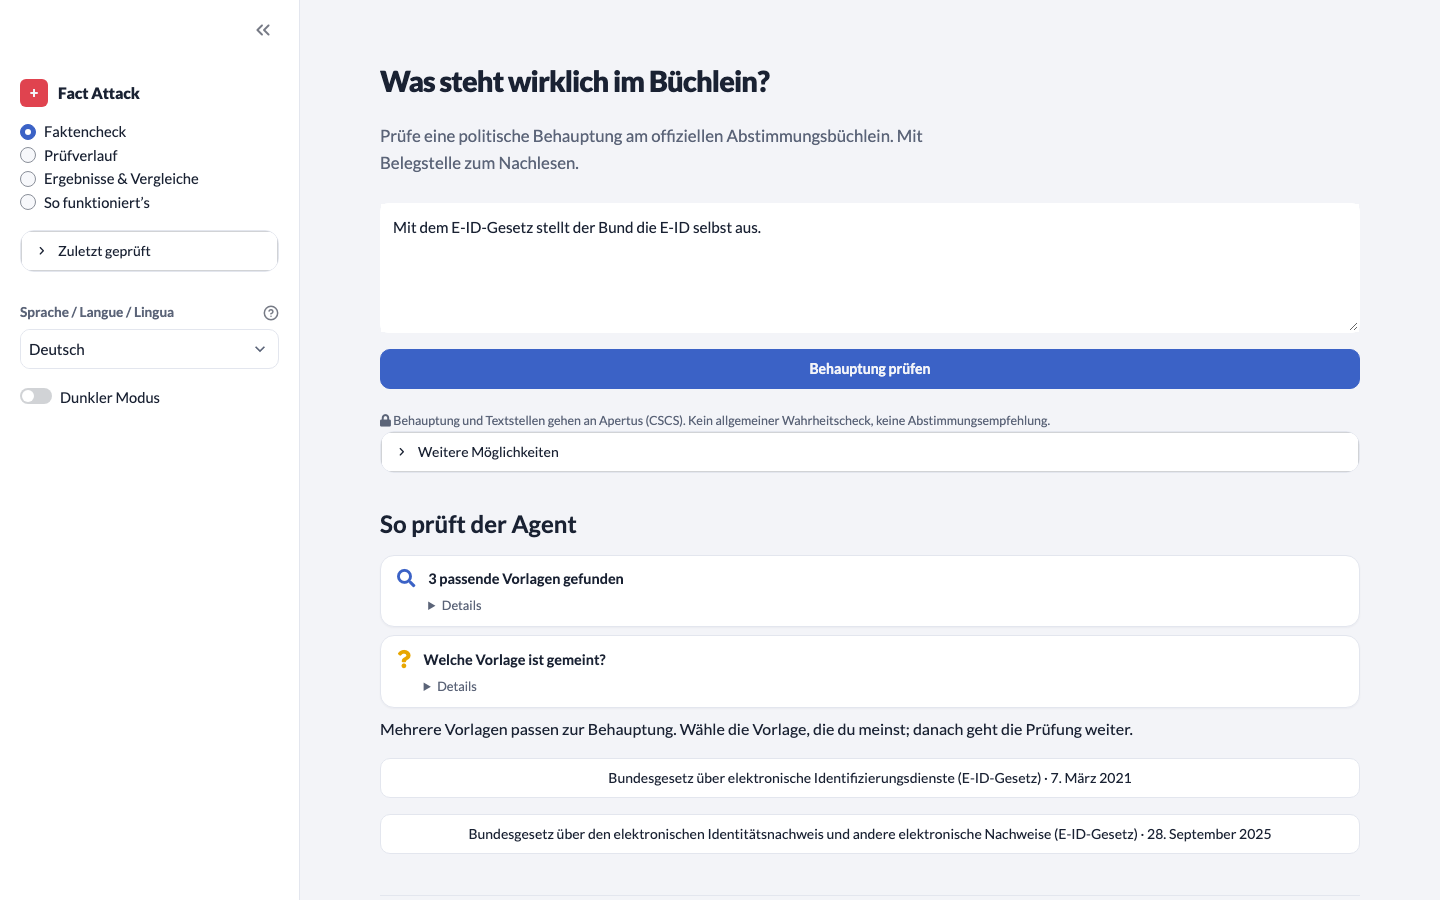 Fact Attack
Faktencheck
Prüfverlauf
Ergebnisse & Vergleiche
So funktioniert’s
Zuletzt geprüft
Sprache / Langue / Lingua
Deutsch
Dunkler Modus
Was steht wirklich im Büchlein?
Prüfe eine politische Behauptung am offiziellen Abstimmungsbüchlein. Mit
Belegstelle zum Nachlesen.
Mit dem E-ID-Gesetz stellt der Bund die E-ID selbst aus.
Behauptung prüfen
Behauptung und Textstellen gehen an Apertus (CSCS). Kein allgemeiner Wahrheitscheck, keine Abstimmungsempfehlung.
Weitere Möglichkeiten
So prüft der Agent
3 passende Vorlagen gefunden
Details
Welche Vorlage ist gemeint?
Details
Mehrere Vorlagen passen zur Behauptung. Wähle die Vorlage, die du meinst; danach geht die Prüfung weiter.
Bundesgesetz über elektronische Identifizierungsdienste (E-ID-Gesetz) · 7. März 2021
Bundesgesetz über den elektronischen Identitätsnachweis und andere elektronische Nachweise (E-ID-Gesetz) · 28. September 2025